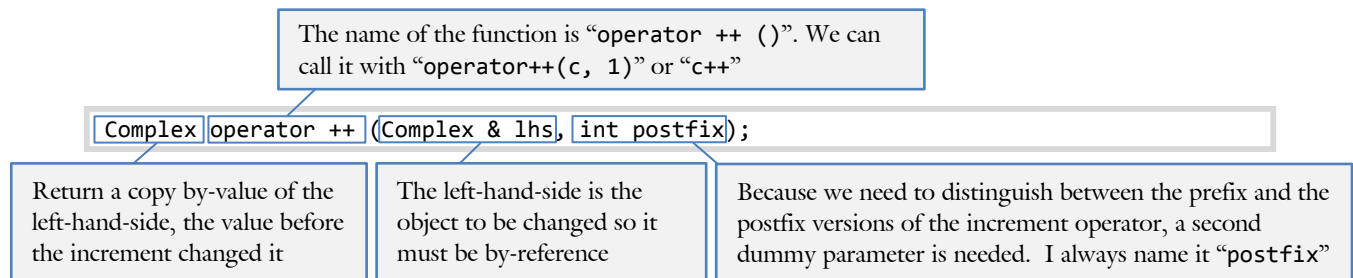 The name of the function is “operator ++ ()”. We can
call it with “operator++(c, 1)” or “c++”
Complex operator ++ (Complex & lhs, int postfix);
Return a copy by-value of the
left-hand-side, the value before
the increment changed it
The left-hand-side is the
object to be changed so it
must be by-reference
Because we need to distinguish between the prefix and the
postfix versions of the increment operator, a second
dummy parameter is needed.  I always name it “postfix”